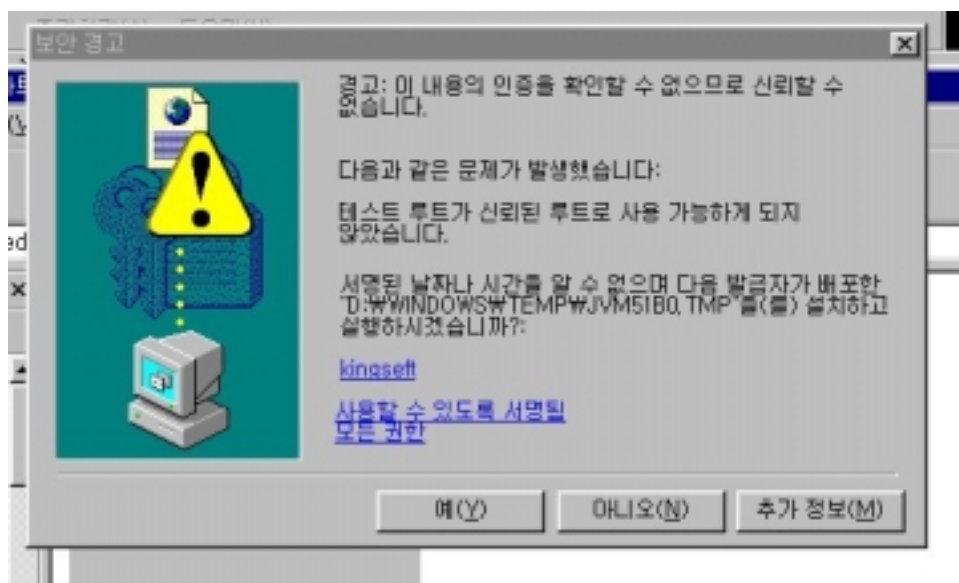 보안 경고
경고: 이 내용의 인증을 확인할 수 없으므로 신뢰할 수
없습니다.
다음과 같은 문제가 발생했습니다:
테스트 루트가 신뢰된 루트로 사용 가능하게 되지
않았습니다.
서명된 날짜나 시간을 알 수 없으며 다음 발급자가 배포한
"D:₩WINDOWS₩TEMP₩JVM51B0.TMP"을(를) 설치하고
실행하시겠습니까?:
ed
kingseft
사용할 수 있도록 서명될
모든 권한
예(Y)
아니오(N)
추가 정보(M)